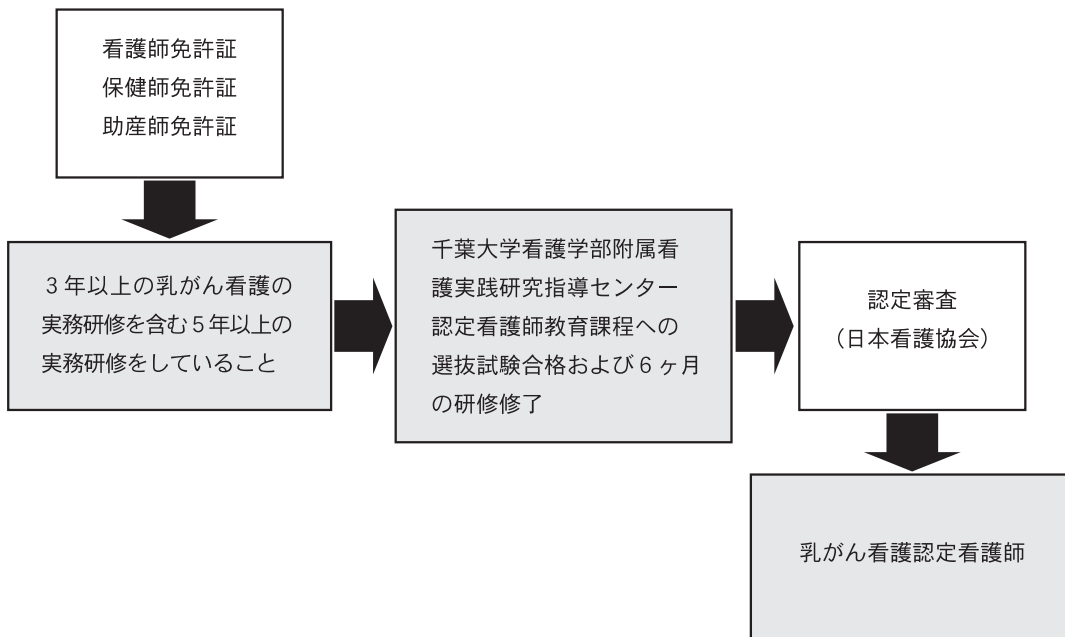 看護師免許証
保健師免許証
助産師免許証
3年以上の乳がん看護の
実務研修を含む5年以上の
実務研修をしていること
千葉大学看護学部附属看
護実践研究指導センター
認定看護師教育課程への
選抜試験合格および6ヶ月
の研修修了
認定審査
(日本看護協会)
乳がん看護認定看護師